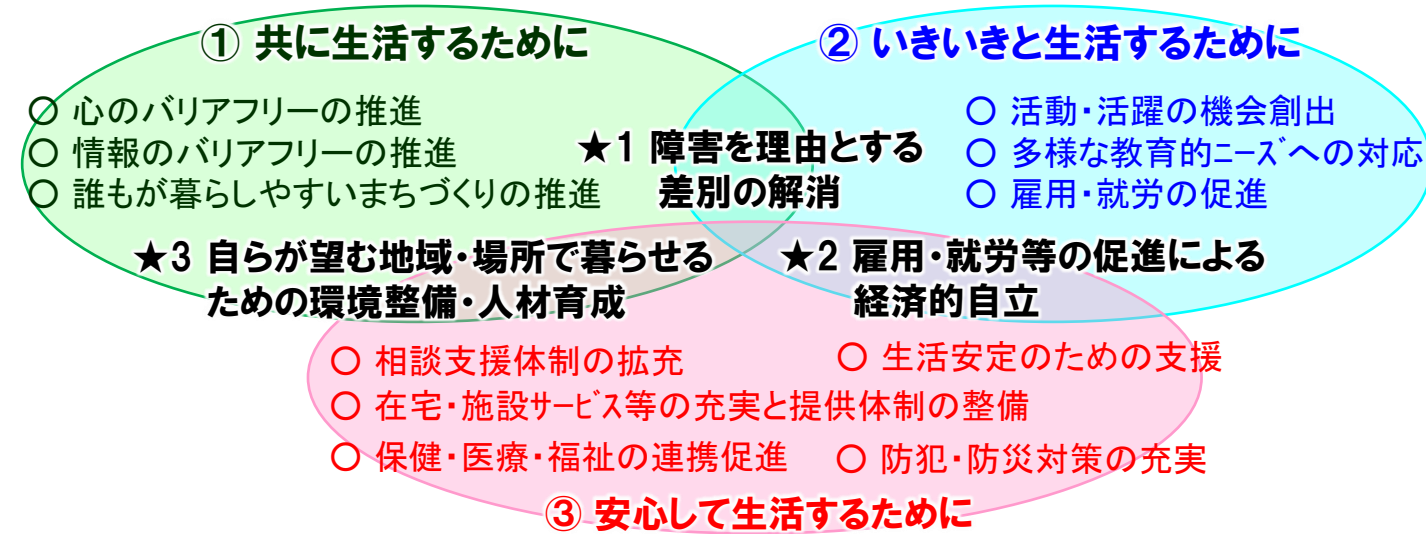 ① 共に生活するために
○ 心のバリアフリーの推進
○ 情報のバリアフリーの推進
○ 誰もが暮らしやすいまちづくりの推進
② いきいきと生活するために
○ 活動・活躍の機会創出
○ 多様な教育的ニーズへの対応
○ 雇用・就労の促進
★1 障害を理由とする
差別の解消
★3 自らが望む地域・場所で暮らせる
ための環境整備・人材育成
★2 雇用・就労等の促進による
経済的自立
○ 相談支援体制の拡充
○ 生活安定のための支援
○ 在宅・施設サービス等の充実と提供体制の整備
○ 保健・医療・福祉の連携促進
○ 防犯・防災対策の充実
③ 安心して生活するために